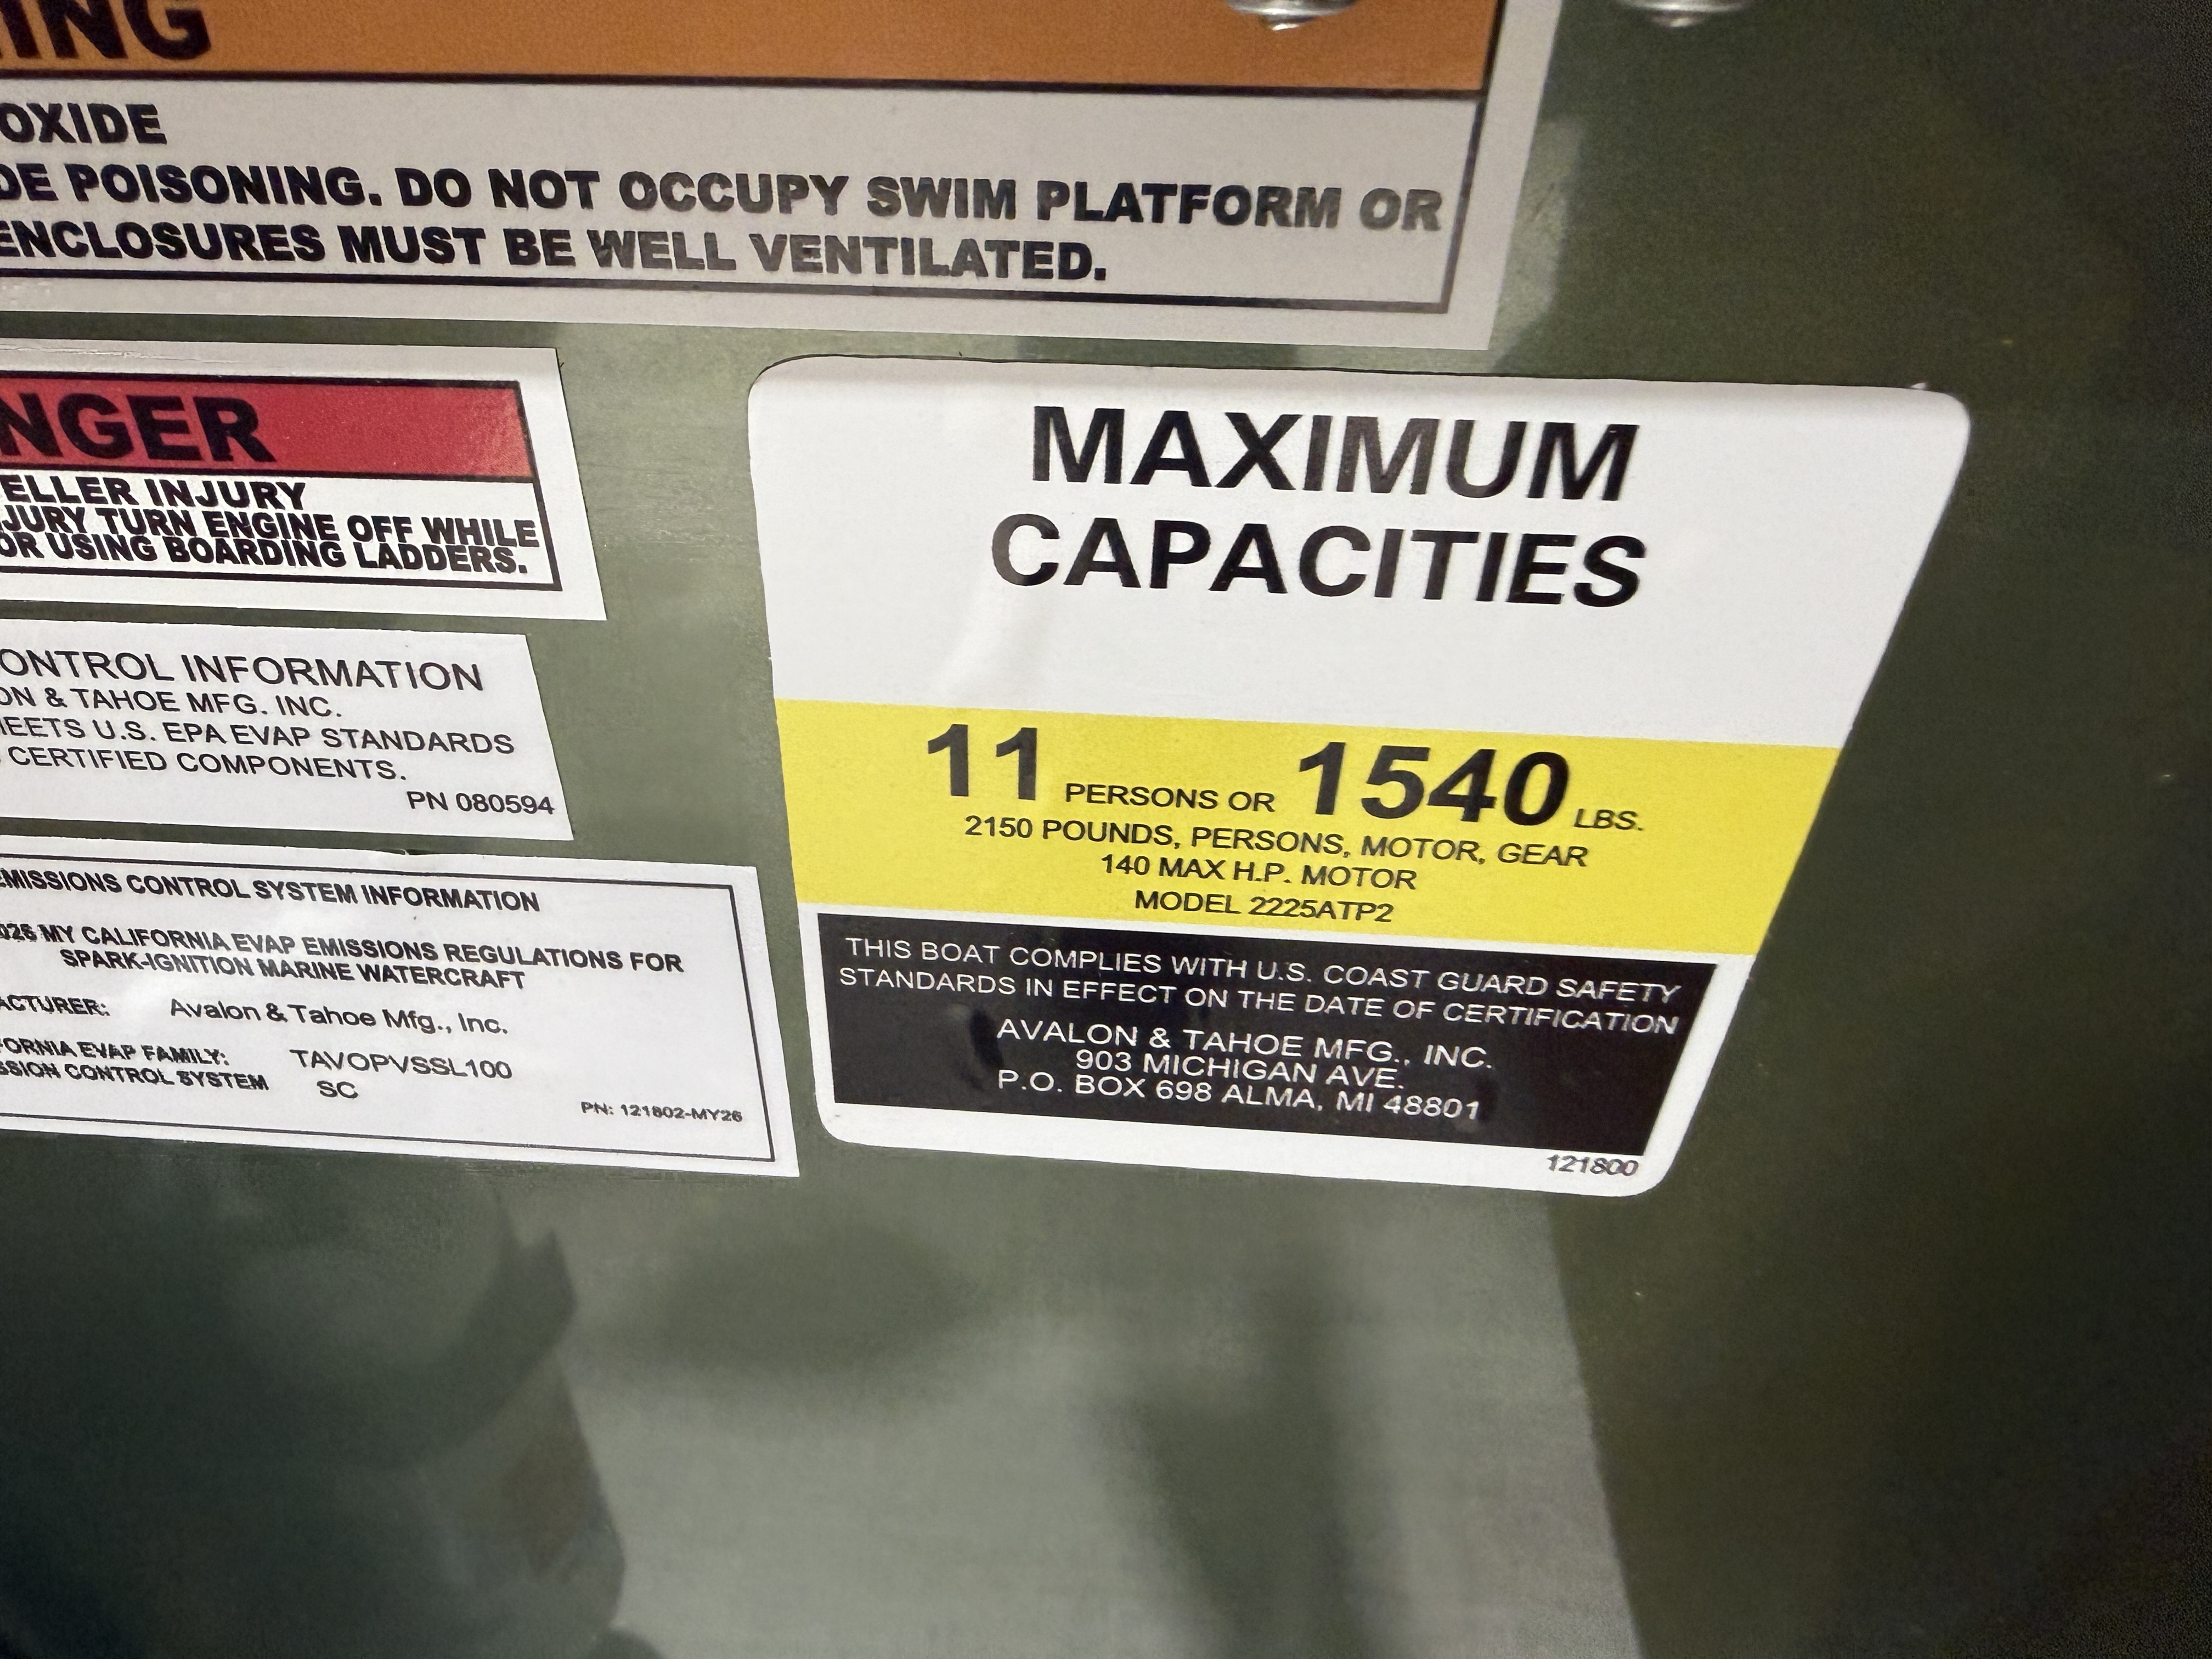 ING
OXIDE
DE POISONING. DO NOT OCCUPY SWIM PLATFORM OR
ENCLOSURES MUST BE WELL VENTILATED.
NGER
ELLER INJURY
JURY TURN ENGINE OFF WHILE
OR USING BOARDING LADDERS.
ONTROL INFORMATION
ON & TAHOE MFG. INC.
MEETS U.S. EPA EVAP STANDARDS
CERTIFIED COMPONENTS.
PN 080594
EMISSIONS CONTROL SYSTEM INFORMATION
026 MY CALIFORNIA EVAP EMISSIONS REGULATIONS FOR
SPARK-IGNITION MARINE WATERCRAFT
ACTURER: Avalon & Tahoe Mfg., Inc.
FORNIA EVAP FAMILY: TAVOPVSSL100
SSION CONTROL SYSTEM SC
PN: 121802-MY26
MAXIMUM
CAPACITIES
11 PERSONS OR 1540 LBS.
2150 POUNDS, PERSONS, MOTOR, GEAR
140 MAX H.P. MOTOR
MODEL 2225ATP2
THIS BOAT COMPLIES WITH U.S. COAST GUARD SAFETY
STANDARDS IN EFFECT ON THE DATE OF CERTIFICATION
AVALON & TAHOE MFG., INC.
903 MICHIGAN AVE.
P.O. BOX 698 ALMA, MI 48801
121800